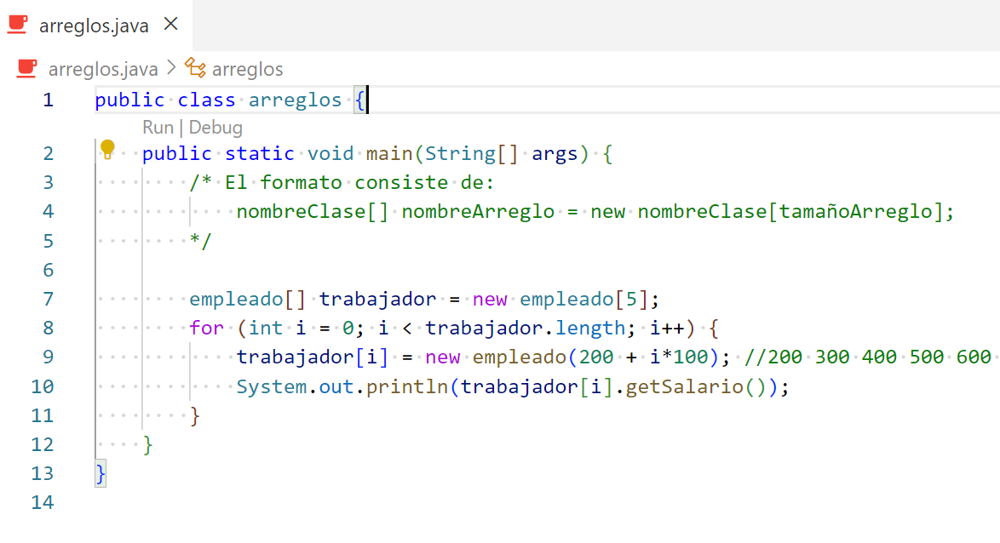 arreglos.java
arreglos.java > arreglos
1 public class arreglos {
Run | Debug
2     public static void main(String[] args) {
3         /* El formato consiste de:
4             nombreClase[] nombreArreglo = new nombreClase[tamañoArreglo];
5         */
6
7         empleado[] trabajador = new empleado[5];
8         for (int i = 0; i < trabajador.length; i++) {
9             trabajador[i] = new empleado(200 + i*100); //200 300 400 500 600
10             System.out.println(trabajador[i].getSalario());
11         }
12     }
13 }
14